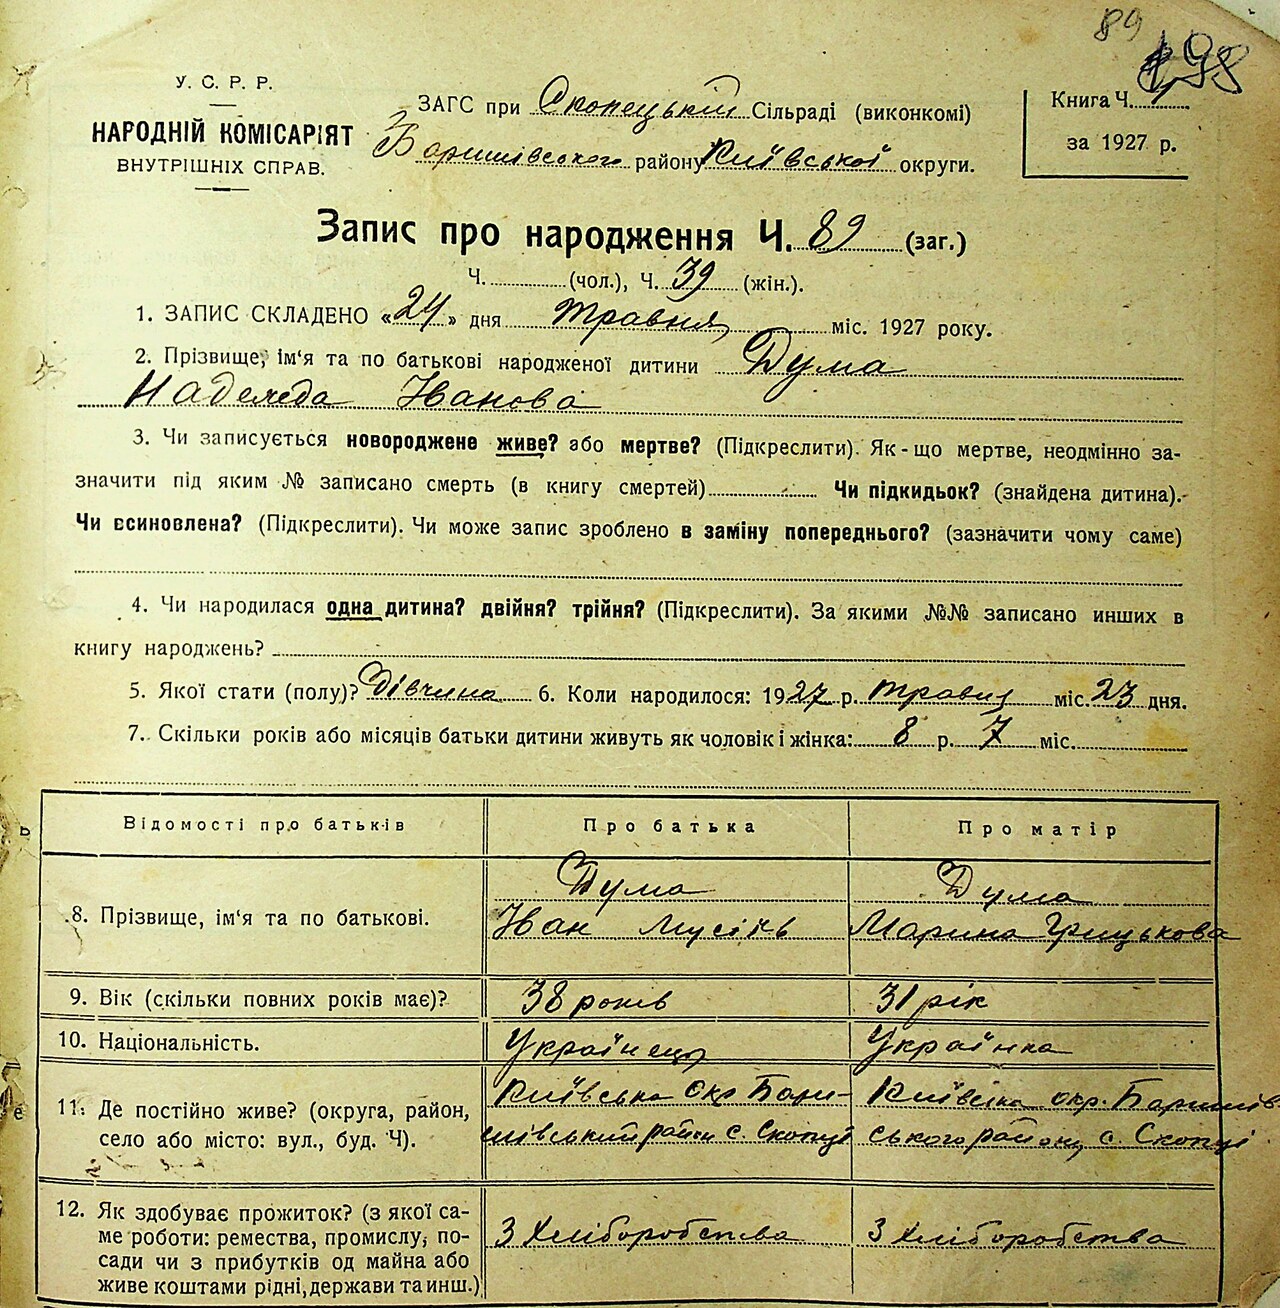 89
198
У. С. Р. Р.
НАРОДНІЙ КОМІСАРІЯТ
ВНУТРІШНІХ СПРАВ.
ЗАГС при Скопецькій Сільраді (виконкомі)
Баришівського району Київської округи.
Книга Ч. 1
за 1927 р.
Запис про народження Ч. 89 (заг.)
Ч. (чол.), Ч. 39 (жін.).
1. ЗАПИС СКЛАДЕНО «24» дня травня міс. 1927 року.
2. Прізвище, ім‘я та по батькові народженої дитини Дума
Надежда Іванова
3. Чи записується новороджене живе? або мертве? (Підкреслити). Як-що мертве, неодмінно за-
значити під яким № записано смерть (в книгу смертей) Чи підкидьок? (знайдена дитина).-
Чи всиновлена? (Підкреслити). Чи може запис зроблено в заміну попереднього? (зазначити чому саме)
4. Чи народилася одна дитина? двійня? трійня? (Підкреслити). За якими №№ записано инших в
книгу народжень?
5. Якої стати (полу)? Дівчина 6. Коли народилося: 1927 р. травня міс. 23 дня.
7. Скільки років або місяців батьки дитини живуть як чоловік і жінка: 8 р. 7 міс.
Відомості про батьків Про батька Про матір
8. Прізвище, ім‘я та по батькові. Дума Дума
Іван Мусіїв Марина Грицькова
9. Вік (скільки повних років має)? 38 років 31 рік
10. Національність. Українець Українка
11. Де постійно живе? (округа, район, Київська окр. Бари- Київська окр. Баришів
село або місто: вул., буд. Ч). шівський район с. Скопці ського району с. Скопці
12. Як здобуває прожиток? (з якої са-
ме роботи: ремества, промислу, по- З хліборобства З хліборобства
сади чи з прибутків од майна або
живе коштами рідні, держави та инш.)